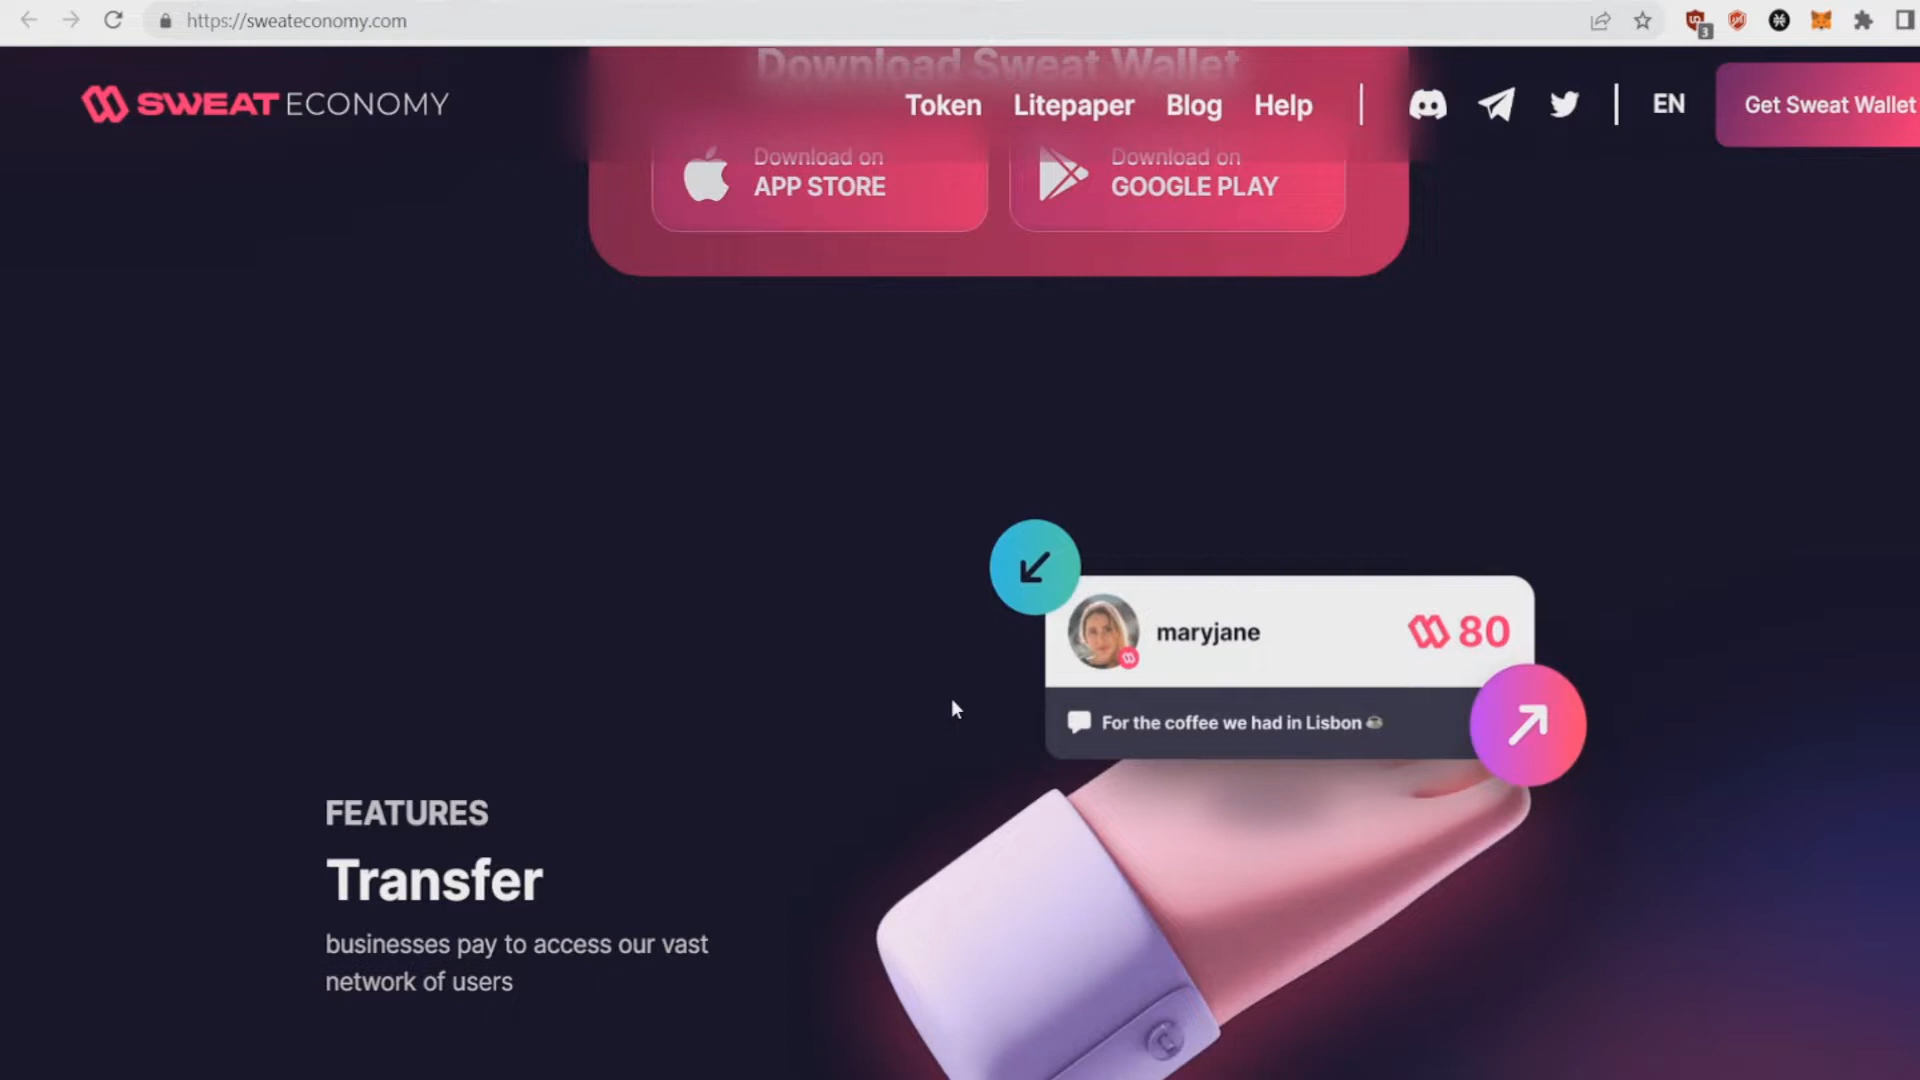 https://sweateconomy.com
3
Download Sweat Wallet
SWEAT ECONOMY
Token
Litepaper
Blog
Help
EN
Get Sweat Wallet
Download on
APP STORE
Download on
GOOGLE PLAY
maryjane
80
For the coffee we had in Lisbon
FEATURES
Transfer
businesses pay to access our vast
network of users